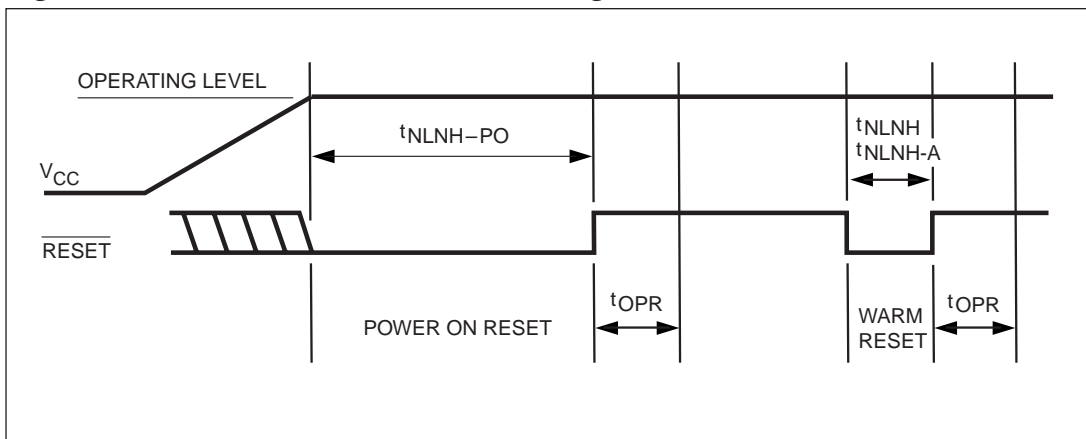 OPERATING LEVEL
tNLNH–PO
tNLNH
tNLNH-A
VCC
RESET
tOPR
POWER ON RESET
WARM
RESET
tOPR